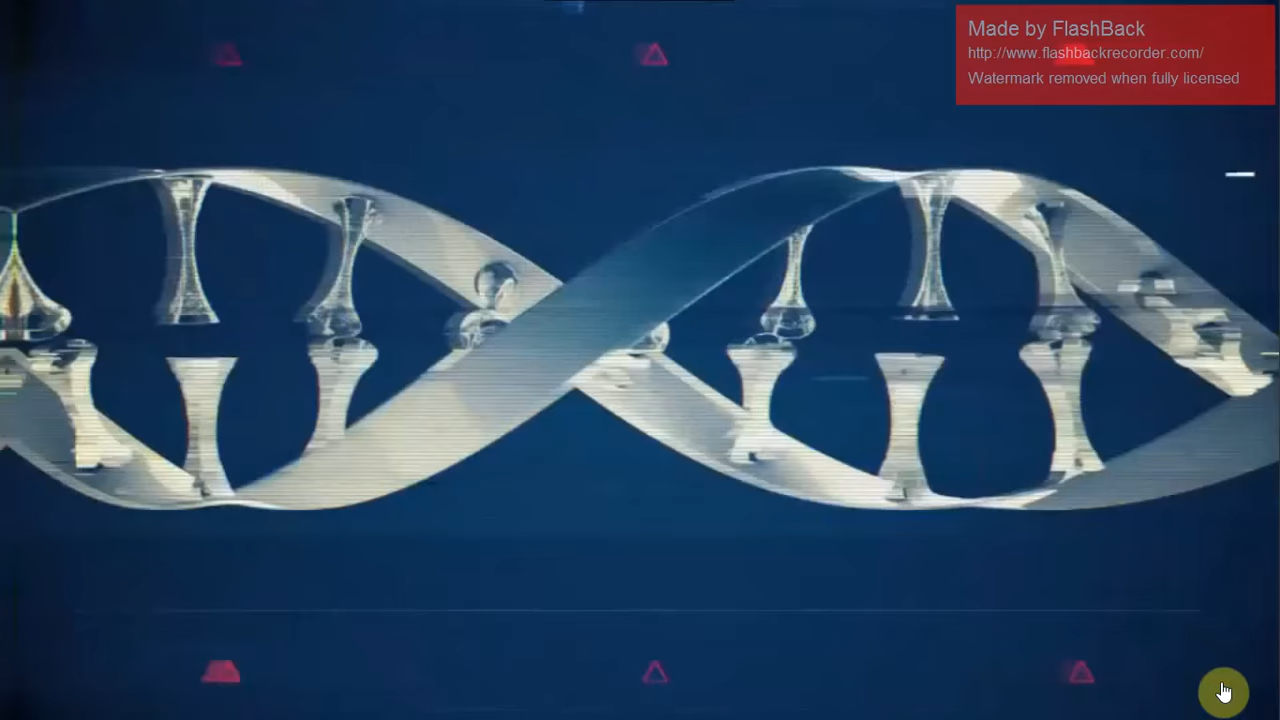 Made by FlashBack
http://www.flashbackrecorder.com/
Watermark removed when fully licensed